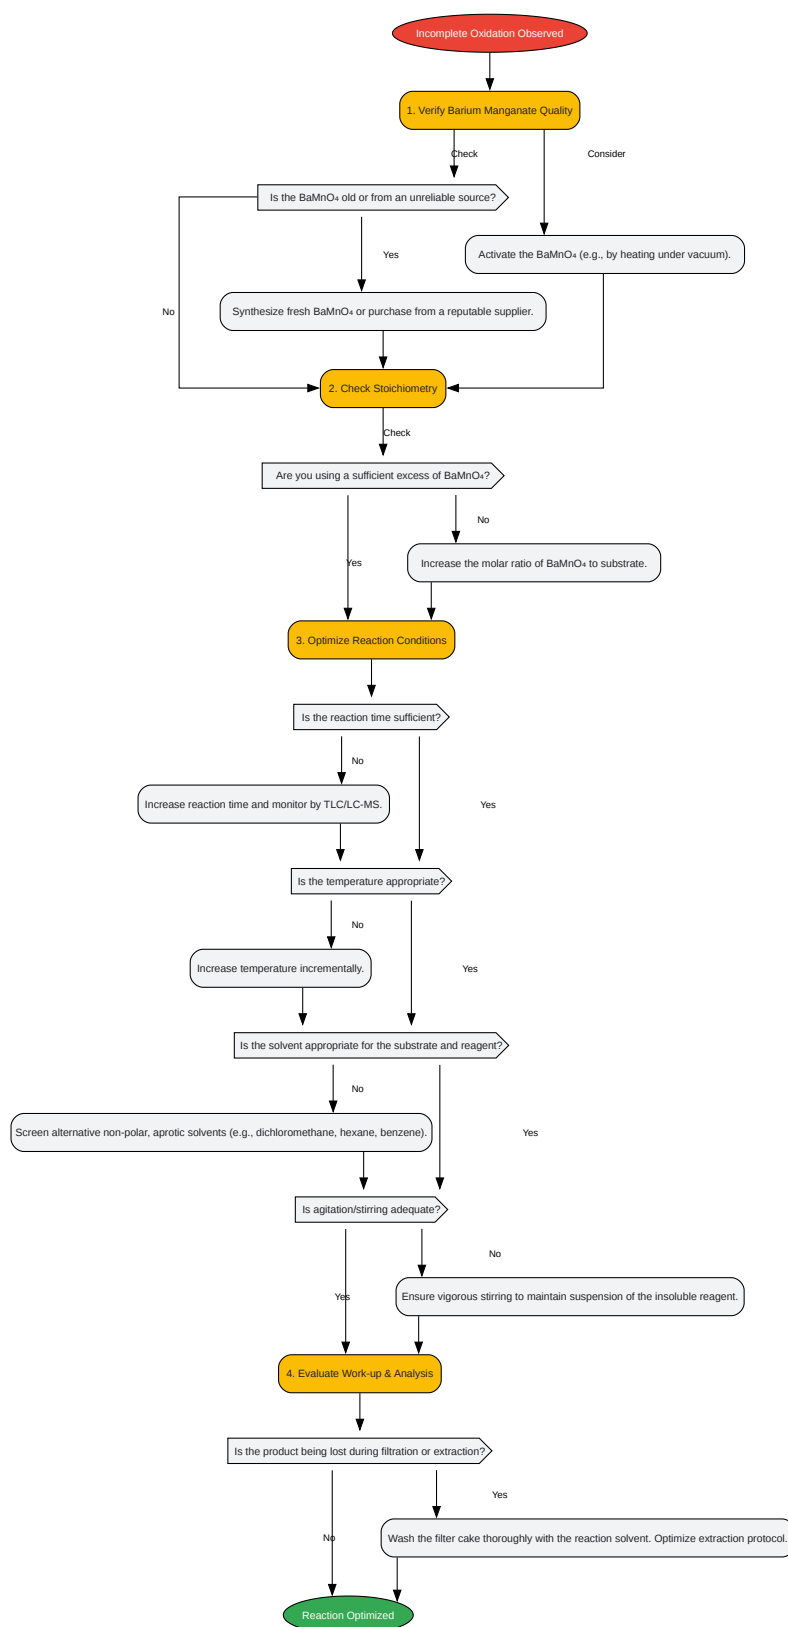 Incomplete Oxidation Observed
1. Verify Barium Manganate Quality
Check
Consider
Is the BaMnO₄ old or from an unreliable source?
Yes
Activate the BaMnO₄ (e.g., by heating under vacuum).
No
Synthesize fresh BaMnO₄ or purchase from a reputable supplier.
2. Check Stoichiometry
Check
Are you using a sufficient excess of BaMnO₄?
No
Yes
Increase the molar ratio of BaMnO₄ to substrate.
3. Optimize Reaction Conditions
Is the reaction time sufficient?
No
Increase reaction time and monitor by TLC/LC-MS.
Yes
Is the temperature appropriate?
No
Increase temperature incrementally.
Yes
Is the solvent appropriate for the substrate and reagent?
No
Screen alternative non-polar, aprotic solvents (e.g., dichloromethane, hexane, benzene).
Yes
Is agitation/stirring adequate?
No
Yes
Ensure vigorous stirring to maintain suspension of the insoluble reagent.
4. Evaluate Work-up & Analysis
Is the product being lost during filtration or extraction?
Yes
No
Wash the filter cake thoroughly with the reaction solvent. Optimize extraction protocol.
Reaction Optimized